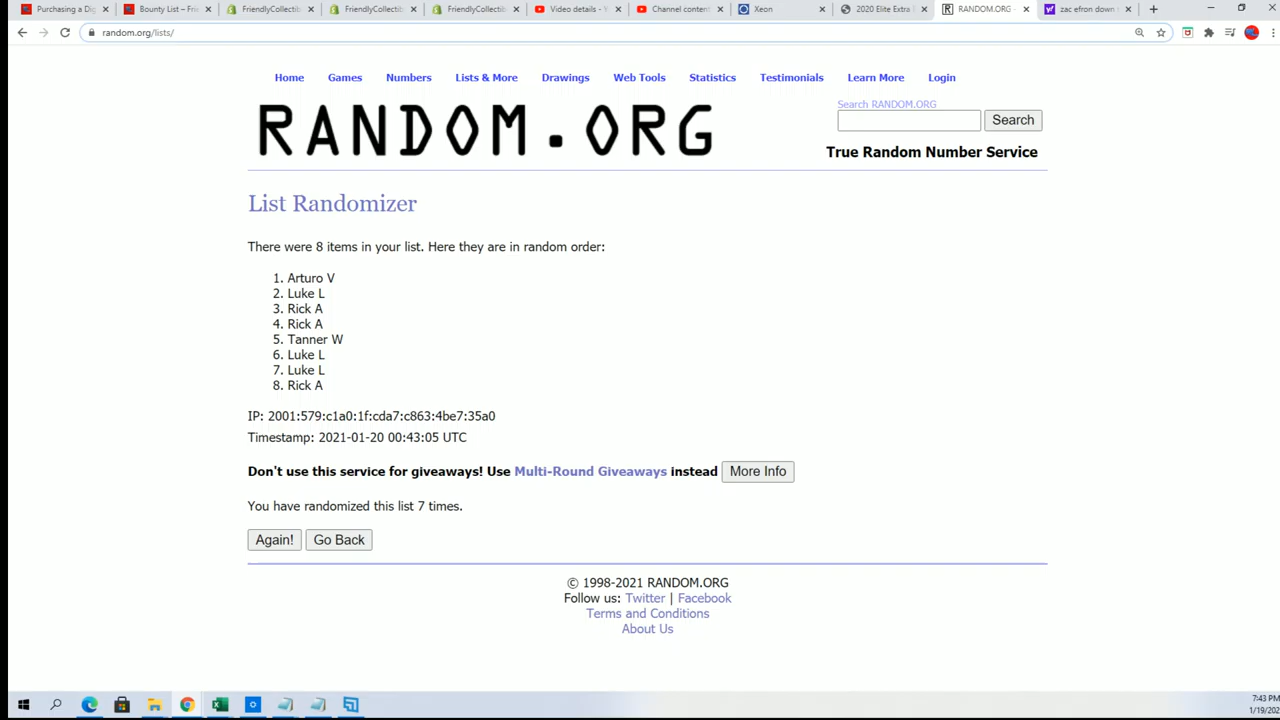 Purchasing a Dig
Bounty List – Frie
FriendlyCollectib
FriendlyCollectib
FriendlyCollectib
Video details - Y
Channel content
Xeon
2020 Elite Extra
RANDOM.ORG -
zac efron down
random.org/lists/
Home Games Numbers Lists & More Drawings Web Tools Statistics Testimonials Learn More Login
RANDOM.ORG
Search RANDOM.ORG
Search
True Random Number Service
List Randomizer
There were 8 items in your list. Here they are in random order:
1. Arturo V
2. Luke L
3. Rick A
4. Rick A
5. Tanner W
6. Luke L
7. Luke L
8. Rick A
IP: 2001:579:c1a0:1f:cda7:c863:4be7:35a0
Timestamp: 2021-01-20 00:43:05 UTC
Don't use this service for giveaways! Use Multi-Round Giveaways instead More Info
You have randomized this list 7 times.
Again! Go Back
© 1998-2021 RANDOM.ORG
Follow us: Twitter | Facebook
Terms and Conditions
About Us
7:43 PM
1/19/202